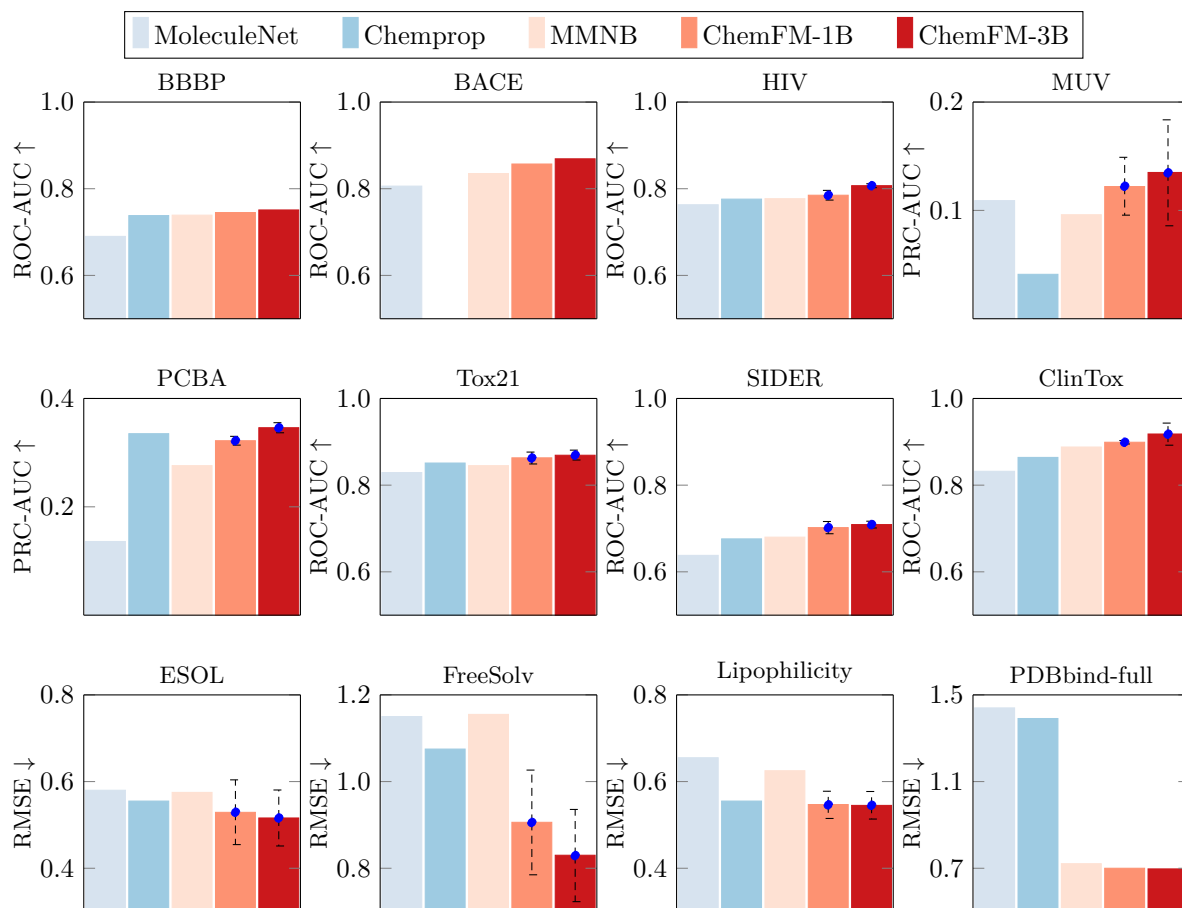 MoleculeNet Chemprop MMNB ChemFM-1B ChemFM-3B
BBBP BACE HIV MUV
ROC-AUC ↑ 1.0 0.8 0.6
ROC-AUC ↑ 1.0 0.8 0.6
ROC-AUC ↑ 1.0 0.8 0.6
PRC-AUC ↑ 0.2 0.1
PCBA Tox21 SIDER ClinTox
PRC-AUC ↑ 0.4 0.2
ROC-AUC ↑ 1.0 0.8 0.6
ROC-AUC ↑ 1.0 0.8 0.6
ROC-AUC ↑ 1.0 0.8 0.6
ESOL FreeSolv Lipophilicity PDBbind-full
RMSE ↓ 0.8 0.6 0.4
RMSE ↓ 1.2 1.0 0.8
RMSE ↓ 0.8 0.6 0.4
RMSE ↓ 1.5 1.1 0.7